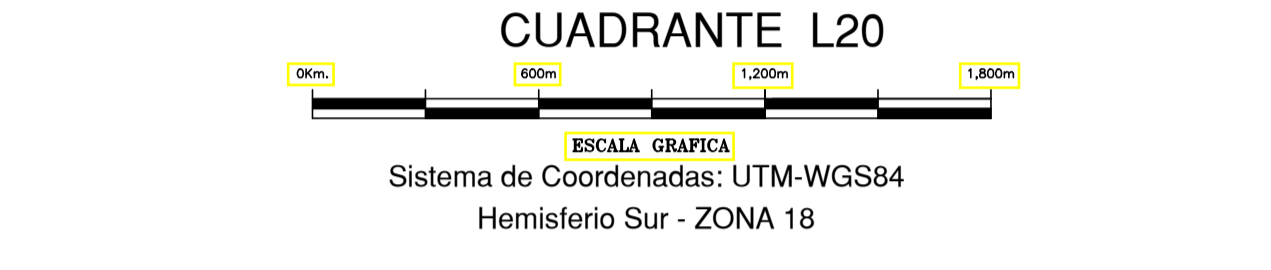 CUADRANTE L20
0Km. 600m 1,200m 1,800m
ESCALA GRAFICA
Sistema de Coordenadas: UTM-WGS84
Hemisferio Sur - ZONA 18